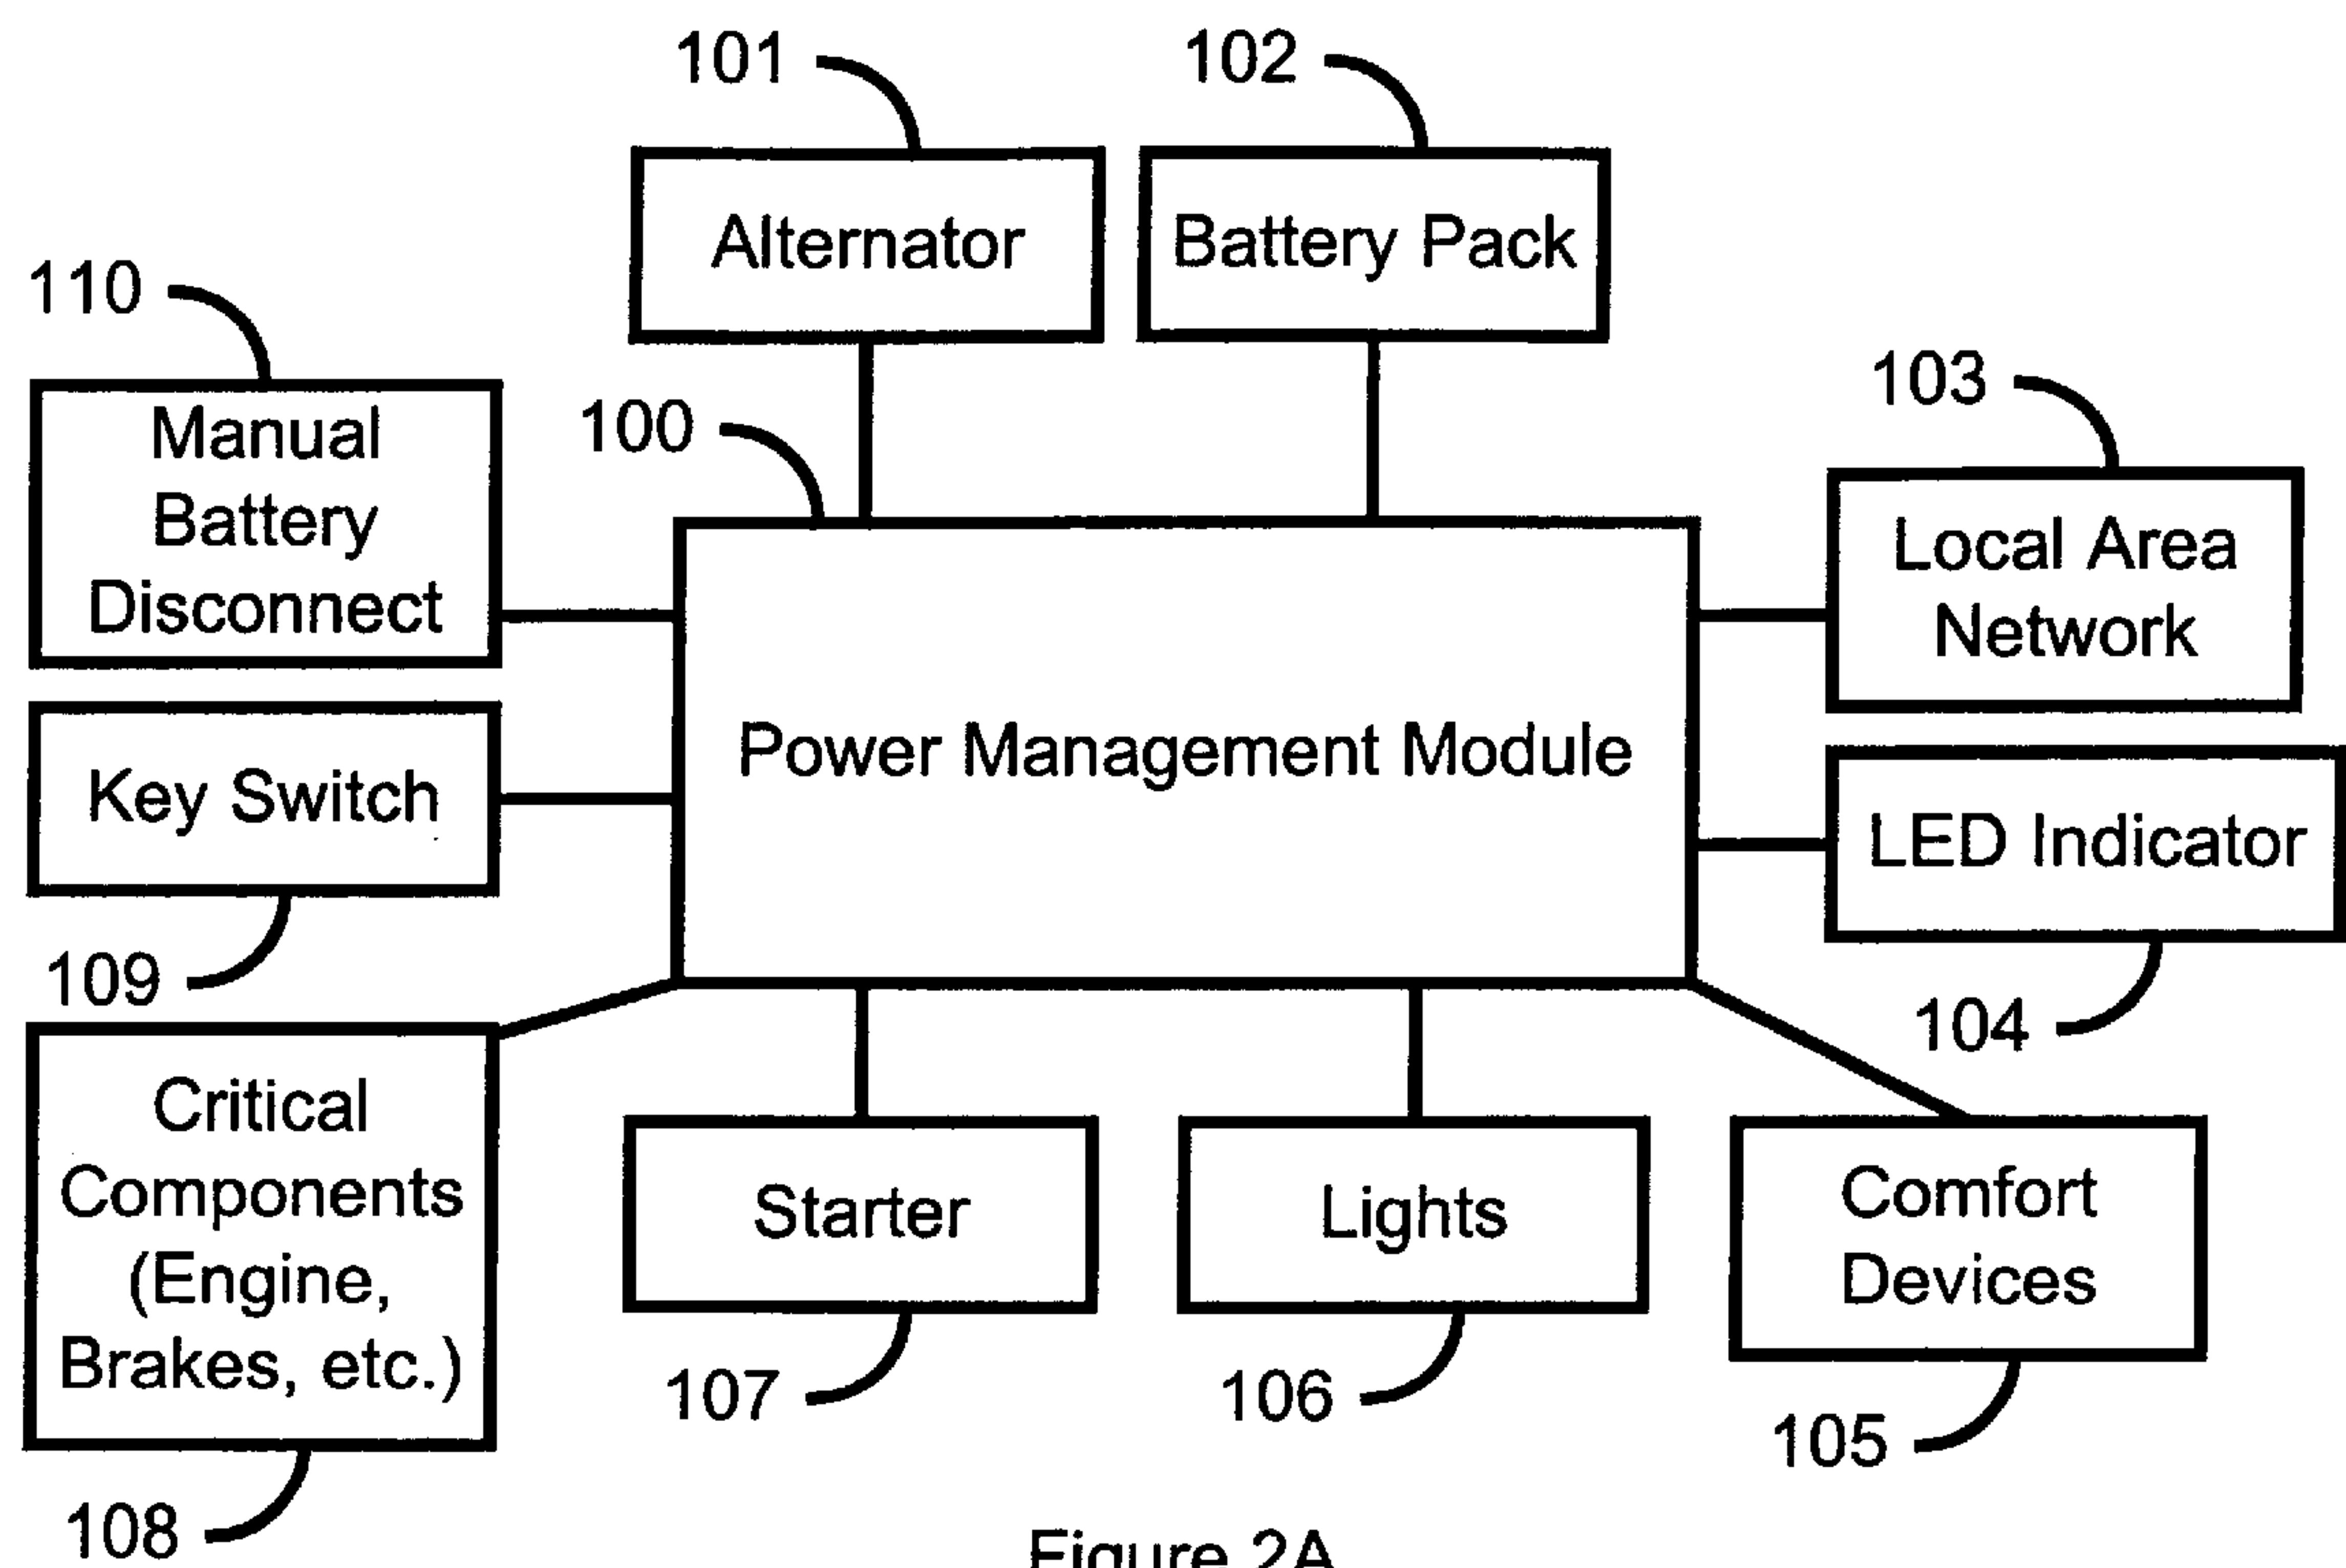 101
102
Alternator
Battery Pack
110
103
100
Manual
Battery
Disconnect
Local Area
Network
Power Management Module
Key Switch
LED Indicator
109
104
Critical
Components
(Engine,
Brakes, etc.)
Starter
Lights
Comfort
Devices
107
106
105
108
Figure 2A